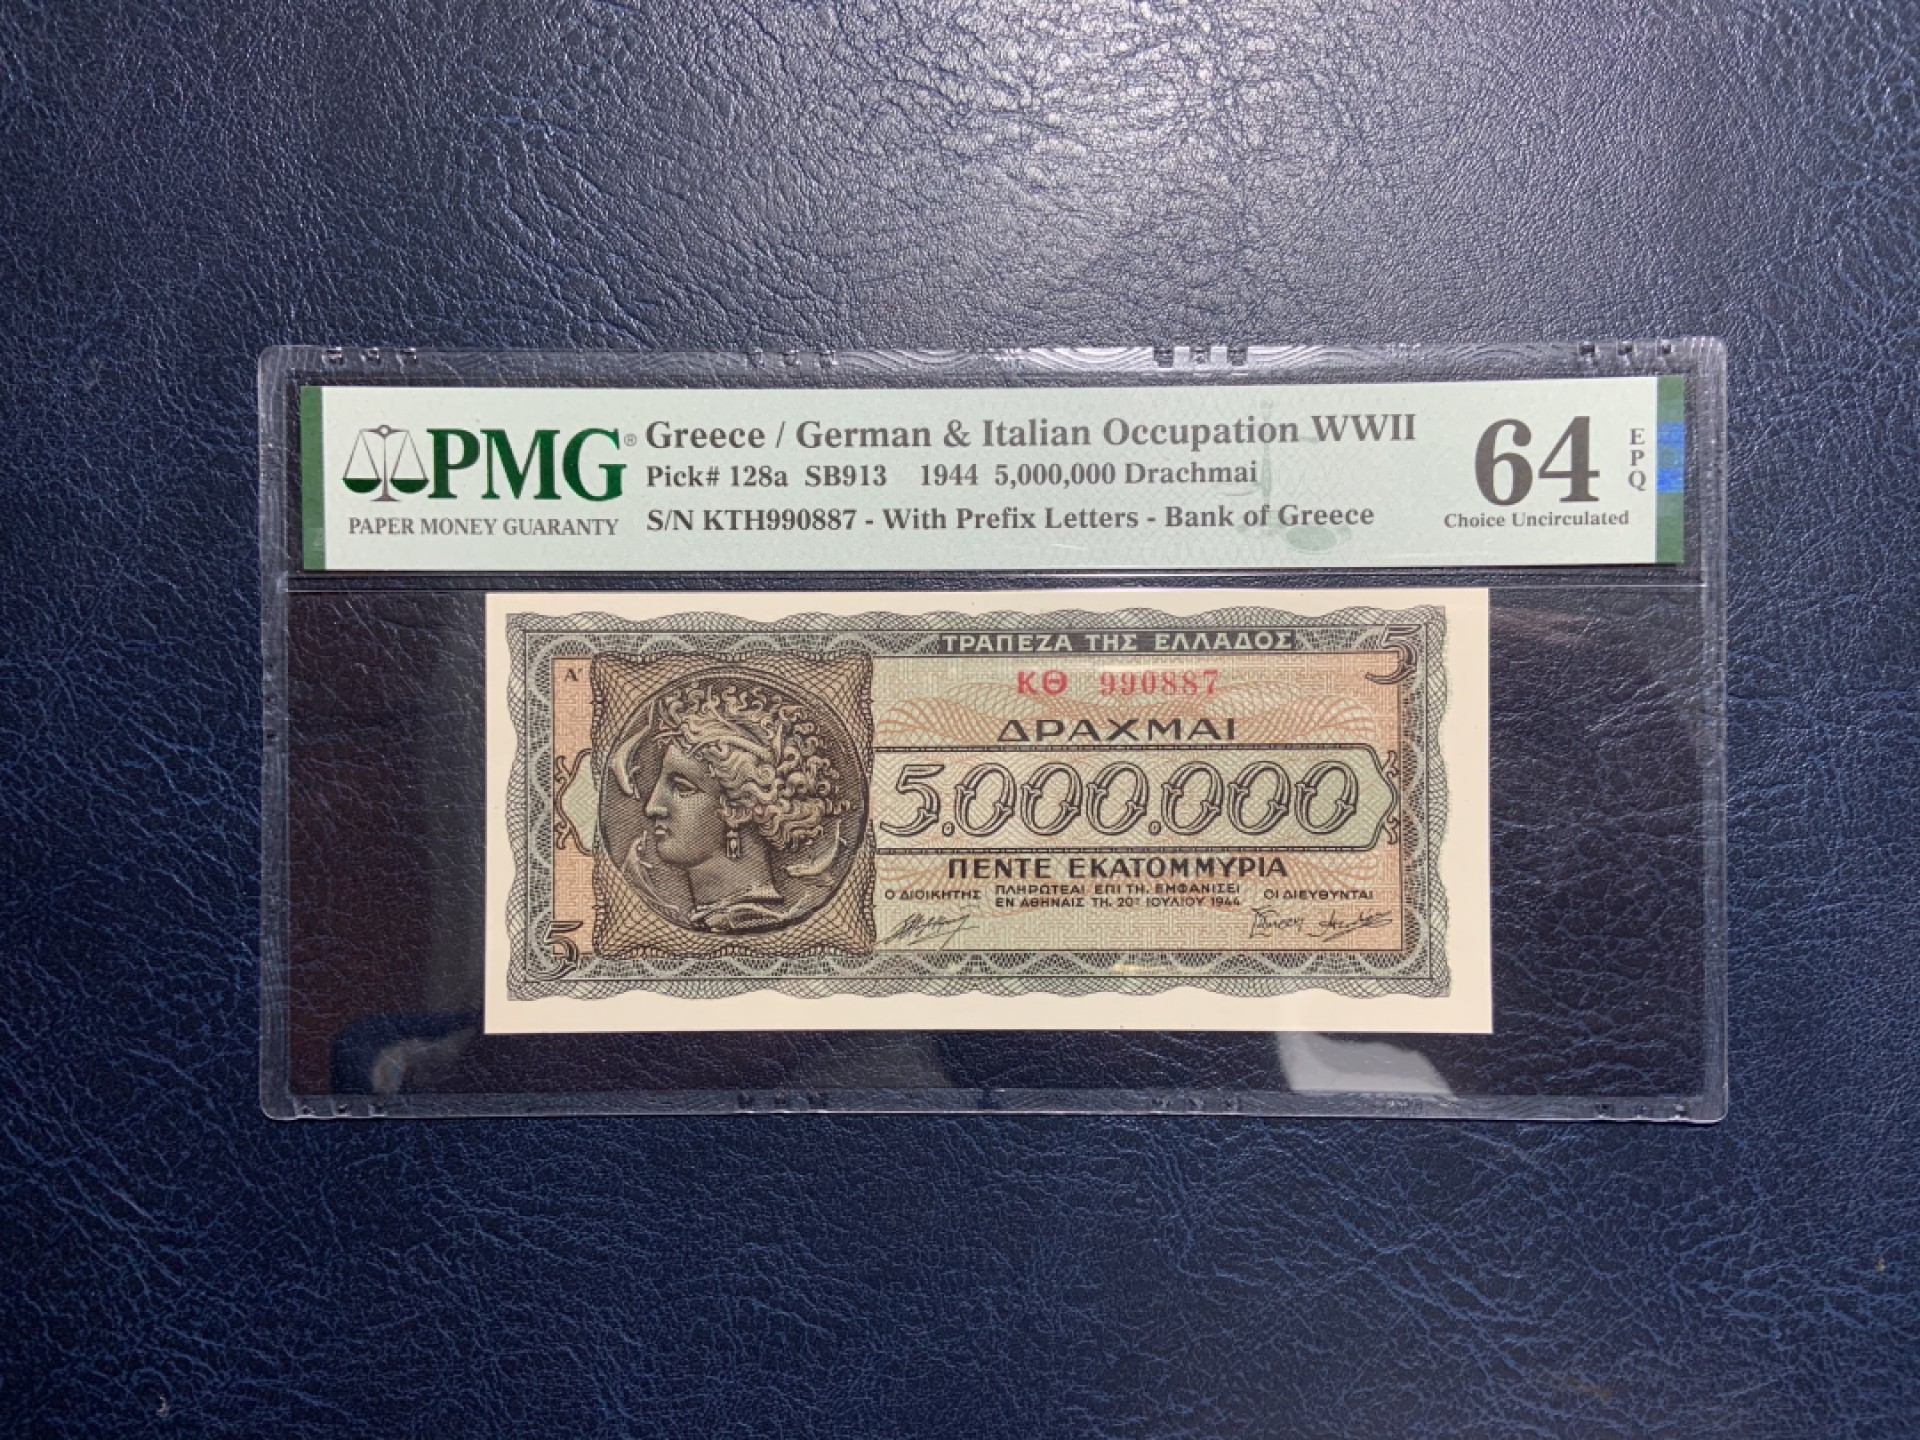 PMG®
PAPER MONEY GUARANTY
Greece / German & Italian Occupation WWII
Pick# 128a SB913 1944 5,000,000 Drachmai
S/N KTH990887 - With Prefix Letters - Bank of Greece
64 EPQ
Choice Uncirculated
ΤΡΑΠΕΖΑ ΤΗΣ ΕΛΛΑΔΟΣ
5
Α'
ΚΘ 990887
ΔΡΑΧΜΑΙ
5.000.000
ΠΕΝΤΕ ΕΚΑΤΟΜΜΥΡΙΑ
Ο ΔΙΟΙΚΗΤΗΣ ΠΛΗΡΩΤΕΑΙ ΕΠΙ ΤΗ. ΕΜΦΑΝΙΣΕΙ ΟΙ ΔΙΕΥΘΥΝΤΑΙ
ΕΝ ΑΘΗΝΑΙΣ ΤΗ. 20ῌ ΙΟΥΛΙΟΥ 1944
5